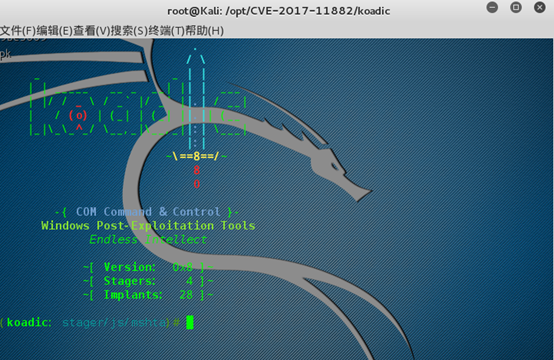 root@Kali: /opt/CVE-2017-11882/koadic
文件(F)编辑(E)查看(V)搜索(S)终端(T)帮助(H)
pk
~\==8==/~
8
O
-{ COM Command & Control }-
Windows Post-Exploitation Tools
Endless Intellect
~[ Version: 0xA ]~
~[ Stagers: 4 ]~
~[ Implants: 28 ]~
(koadic: stager/js/mshta)#